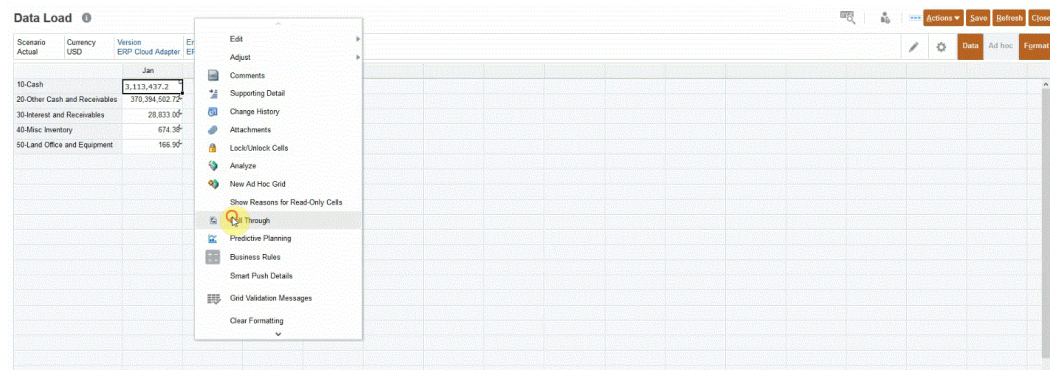 Data Load
Actions Save Refresh Close
Scenario Currency Version
Actual USD ERP Cloud Adapter
Data Ad hoc Format
Jan
10-Cash 3,113,437.2
20-Other Cash and Receivables 370,394,502.72
30-Interest and Receivables 28,833.00
40-Misc Inventory 674.38
50-Land Office and Equipment 166.90
Edit
Adjust
Comments
Supporting Detail
Change History
Attachments
Lock/Unlock Cells
Analyze
New Ad Hoc Grid
Show Reasons for Read-Only Cells
Through
Predictive Planning
Business Rules
Smart Push Details
Grid Validation Messages
Clear Formatting